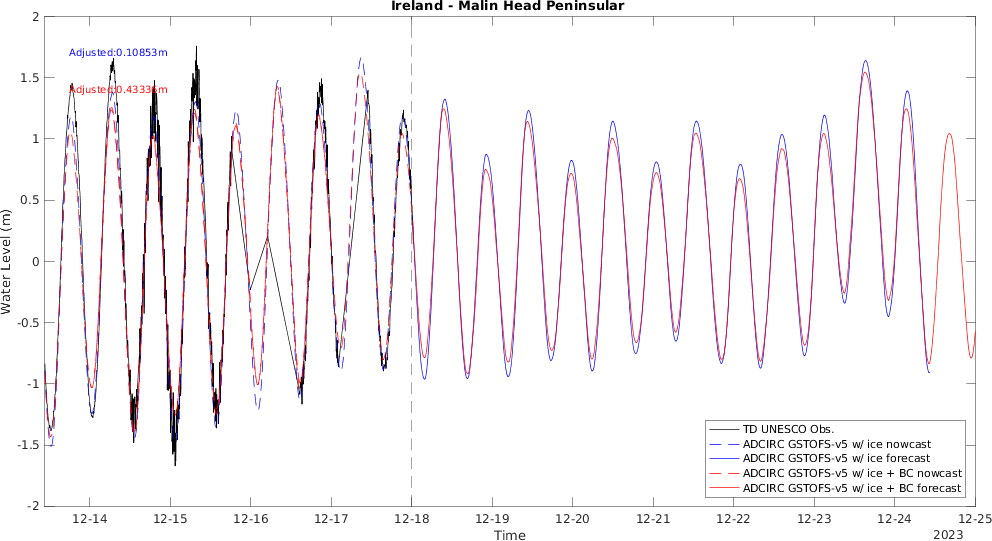 Ireland - Malin Head Peninsular
2
1.5
1
0.5
0
-0.5
-1
-1.5
-2
Water Level (m)
Adjusted:0.10853m
Adjusted:0.43336m
TD UNESCO Obs.
ADCIRC GSTOFS-v5 w/ ice nowcast
ADCIRC GSTOFS-v5 w/ ice forecast
ADCIRC GSTOFS-v5 w/ ice + BC nowcast
ADCIRC GSTOFS-v5 w/ ice + BC forecast
12-14 12-15 12-16 12-17 12-18 12-19 12-20 12-21 12-22 12-23 12-24 12-25
Time
2023